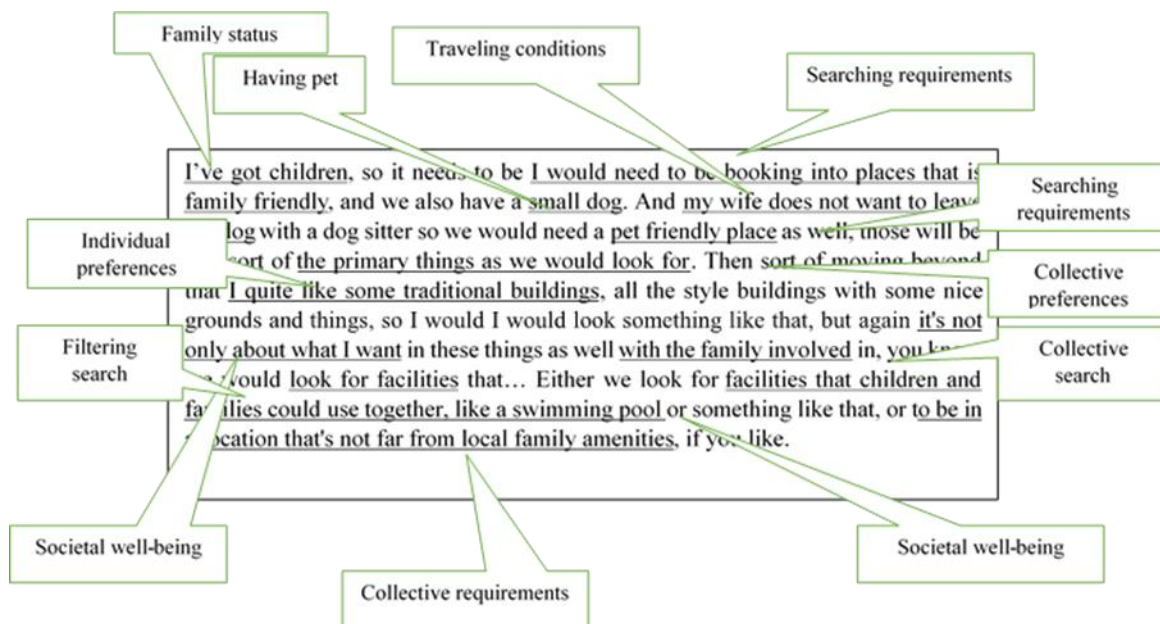 Family status
Traveling conditions
Having pet
Searching requirements
I've got children, so it needs to be I would need to be booking into places that is
family friendly, and we also have a small dog. And my wife does not want to leave
dog with a dog sitter so we would need a pet friendly place as well, those will be
sort of the primary things as we would look for. Then sort of moving beyond
that I quite like some traditional buildings, all the style buildings with some nice
grounds and things, so I would I would look something like that, but again it's not
only about what I want in these things as well with the family involved in, you know
would look for facilities that... Either we look for facilities that children and
families could use together, like a swimming pool or something like that, or to be in
location that's not far from local family amenities, if you like.
Searching
requirements
Individual
preferences
Collective
preferences
Filtering
search
Collective
search
Societal well-being
Societal well-being
Collective requirements